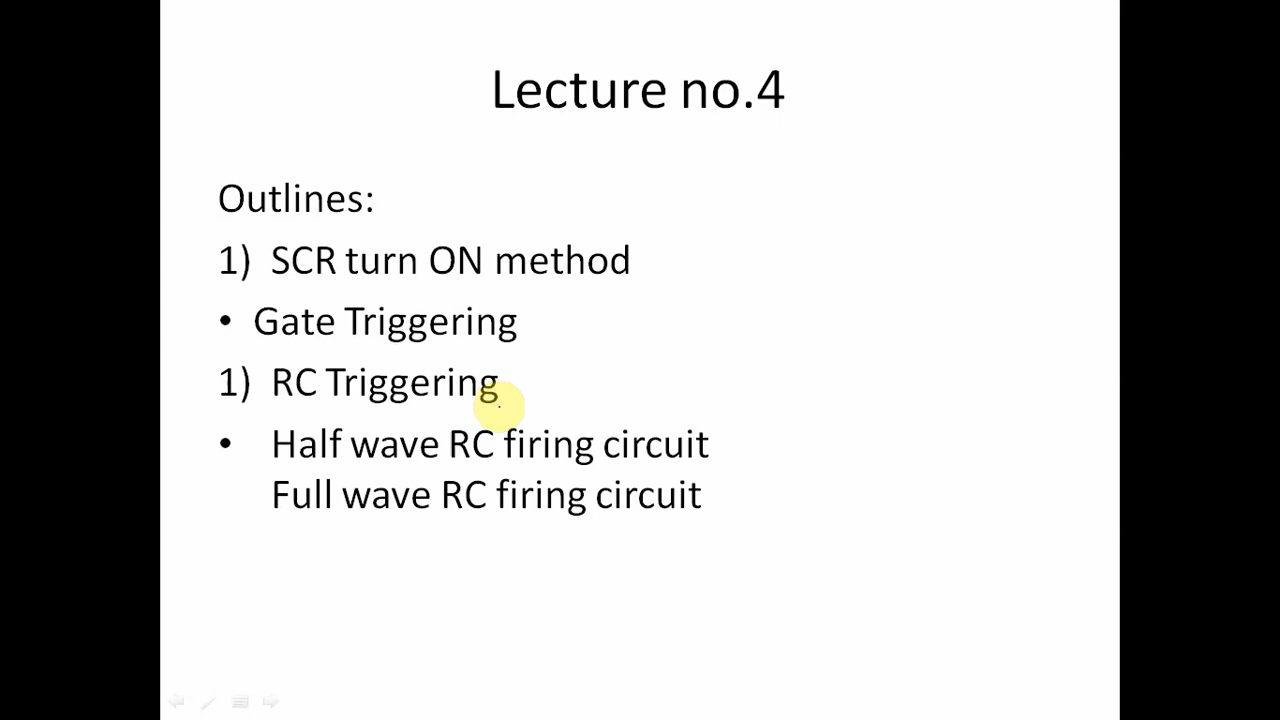 Lecture no.4
Outlines:
1) SCR turn ON method
• Gate Triggering
1) RC Triggering
• Half wave RC firing circuit
Full wave RC firing circuit